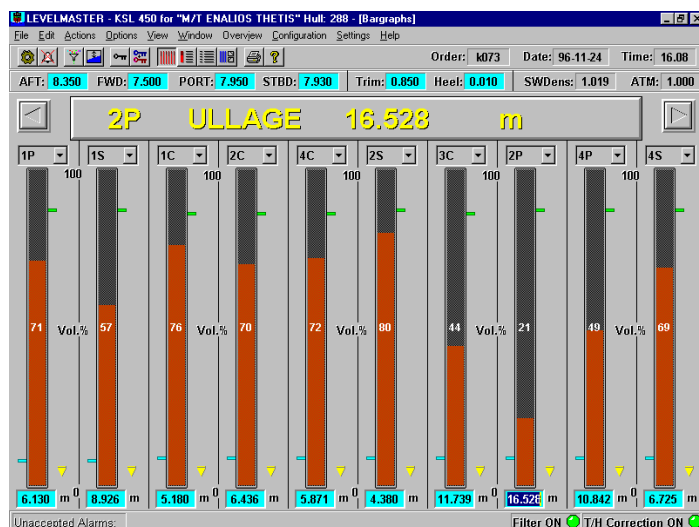 LEVELMASTER - KSL 450 for "M/T ENALIOS THETIS" Hull: 288 - [Bargraphs]
File Edit Actions Options View Window Overview Configuration Settings Help
Order: k073 Date: 96-11-24 Time: 16.08
AFT: 8.350 FWD: 7.500 PORT: 7.950 STBD: 7.930 Trim: 0.850 Heel: 0.010 SWDens: 1.019 ATM: 1.000
2P ULLAGE 16.528 m
1P 1S 1C 2C 4C 2S 3C 2P 4P 4S
100 100 100 100 100
71 Vol.% 57 76 Vol.% 70 72 Vol.% 80 44 Vol.% 21 49 Vol.% 69
0 0 0 0 0
6.130 m 8.926 m 5.180 m 6.436 m 5.871 m 4.380 m 11.739 m 16.528 m 10.842 m 6.725 m
Unaccepted Alarms: Filter ON T/H Correction ON